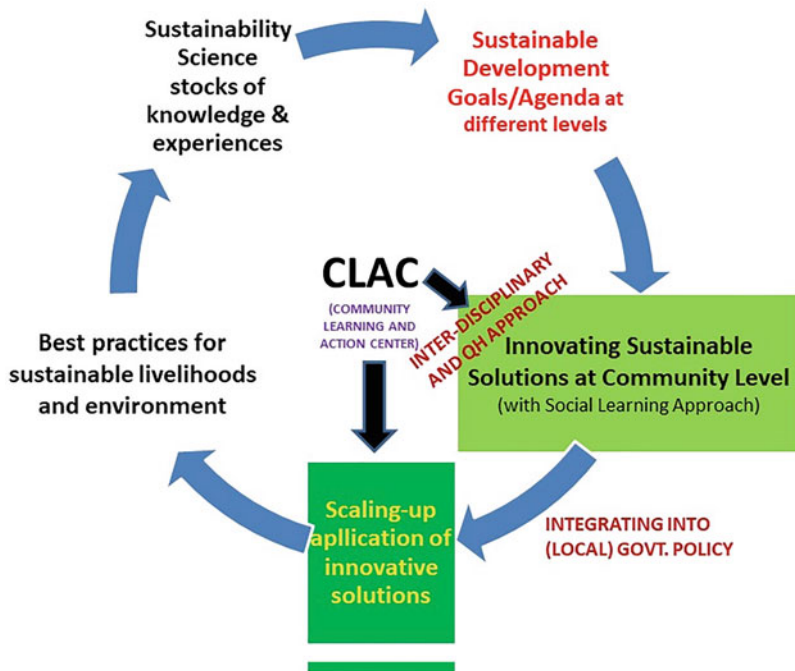 Sustainability
Science
stocks of
knowledge &
experiences
Sustainable
Development
Goals/Agenda at
different levels
CLAC
(COMMUNITY
LEARNING AND
ACTION CENTER)
INTER-DISCIPLINARY
AND QH APPROACH
Innovating Sustainable
Solutions at Community Level
(with Social Learning Approach)
INTEGRATING INTO
(LOCAL) GOVT. POLICY
Scaling-up
apllication of
innovative
solutions
Best practices for
sustainable livelihoods
and environment